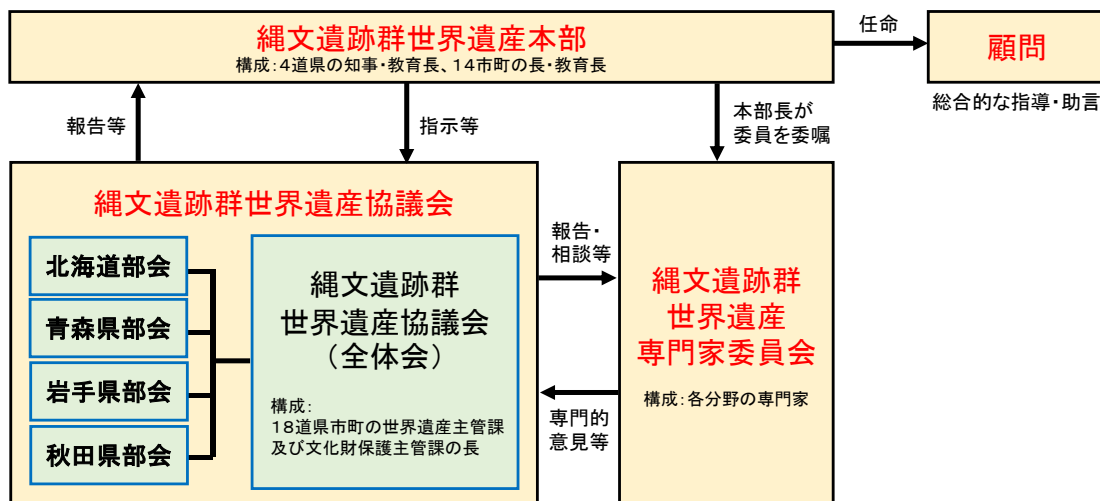 縄文遺跡群世界遺産本部
構成:4道県の知事・教育長、14市町の長・教育長
任命
顧問
総合的な指導・助言
報告等
指示等
本部長が
委員を委嘱
縄文遺跡群世界遺産協議会
北海道部会
青森県部会
岩手県部会
秋田県部会
縄文遺跡群
世界遺産協議会
(全体会)
構成:
18道県市町の世界遺産主管課
及び文化財保護主管課の長
報告・
相談等
専門的
意見等
縄文遺跡群
世界遺産
専門家委員会
構成:各分野の専門家